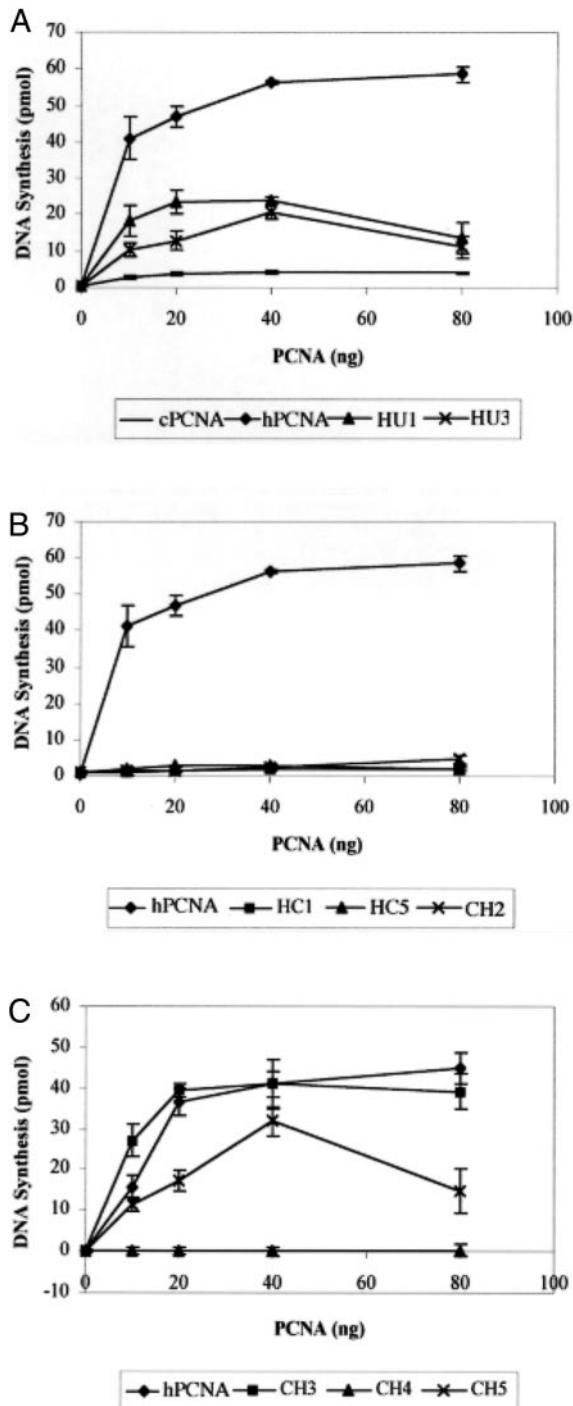 A
70
60
50
40
30
20
10
0
DNA Synthesis (pmol)
0 20 40 60 80 100
PCNA (ng)
cPCNA hPCNA HU1 HU3
B
70
60
50
40
30
20
10
0
DNA Synthesis (pmol)
0 20 40 60 80 100
PCNA (ng)
hPCNA HC1 HC5 CH2
C
60
50
40
30
20
10
0
-10
DNA Synthesis (pmol)
0 20 40 60 80 100
PCNA (ng)
hPCNA CH3 CH4 CH5